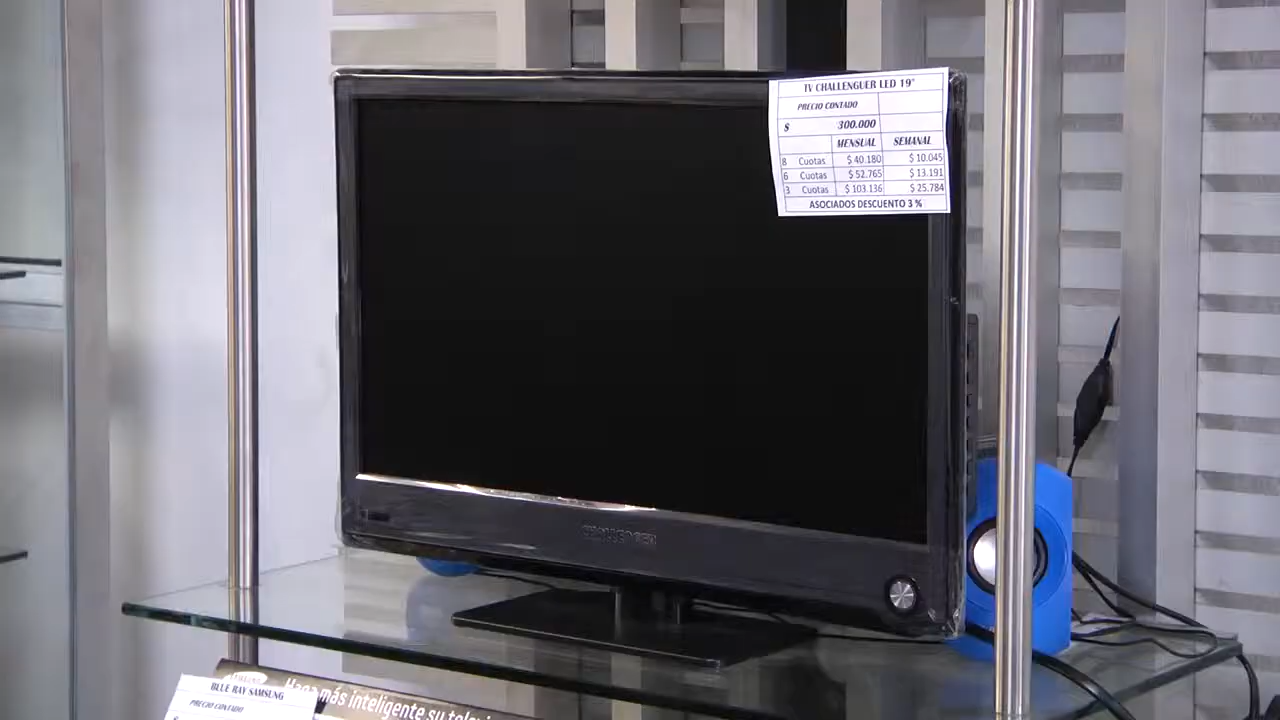 TV CHALLENGUER LED 19"
PRECIO CONTADO
$ 300.000
MENSUAL SEMANAL
8 Cuotas $ 40.180 $ 10.045
6 Cuotas $ 52.765 $ 13.191
3 Cuotas $ 103.136 $ 25.784
ASOCIADOS DESCUENTO 3 %
CHALLENGER
Haga más inteligente su televi
BLUE RAY SAMSUNG
PRECIO CONTADO